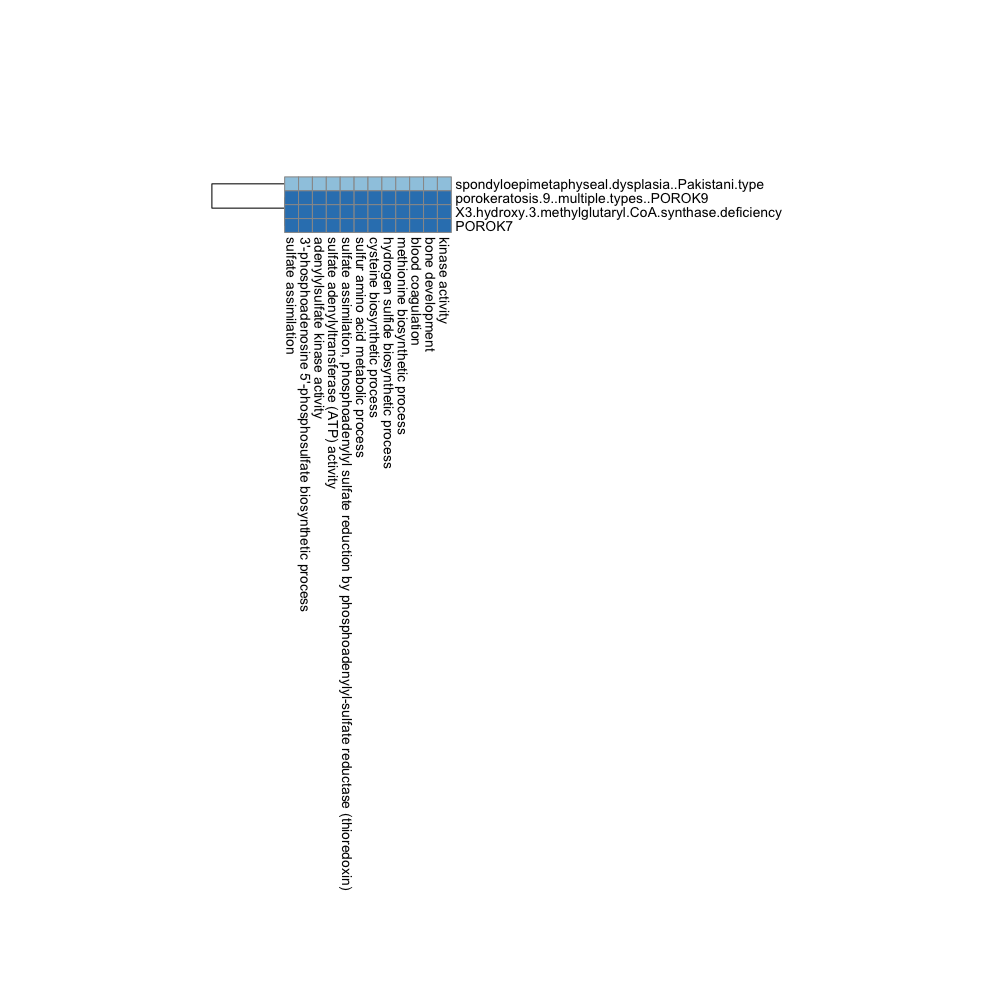 spondyloepimetaphyseal.dysplasia..Pakistani.type
porokeratosis.9..multiple.types..POROK9
X3.hydroxy.3.methylglutaryl.CoA.synthase.deficiency
POROK7
sulfate assimilation
3'-phosphoadenosine 5'-phosphosulfate biosynthetic process
adenylylsulfate kinase activity
sulfate adenylyltransferase (ATP) activity
sulfate assimilation, phosphoadenylyl sulfate reduction by phosphoadenylyl-sulfate reductase (thioredoxin)
sulfur amino acid metabolic process
cysteine biosynthetic process
hydrogen sulfide biosynthetic process
methionine biosynthetic process
blood coagulation
bone development
kinase activity